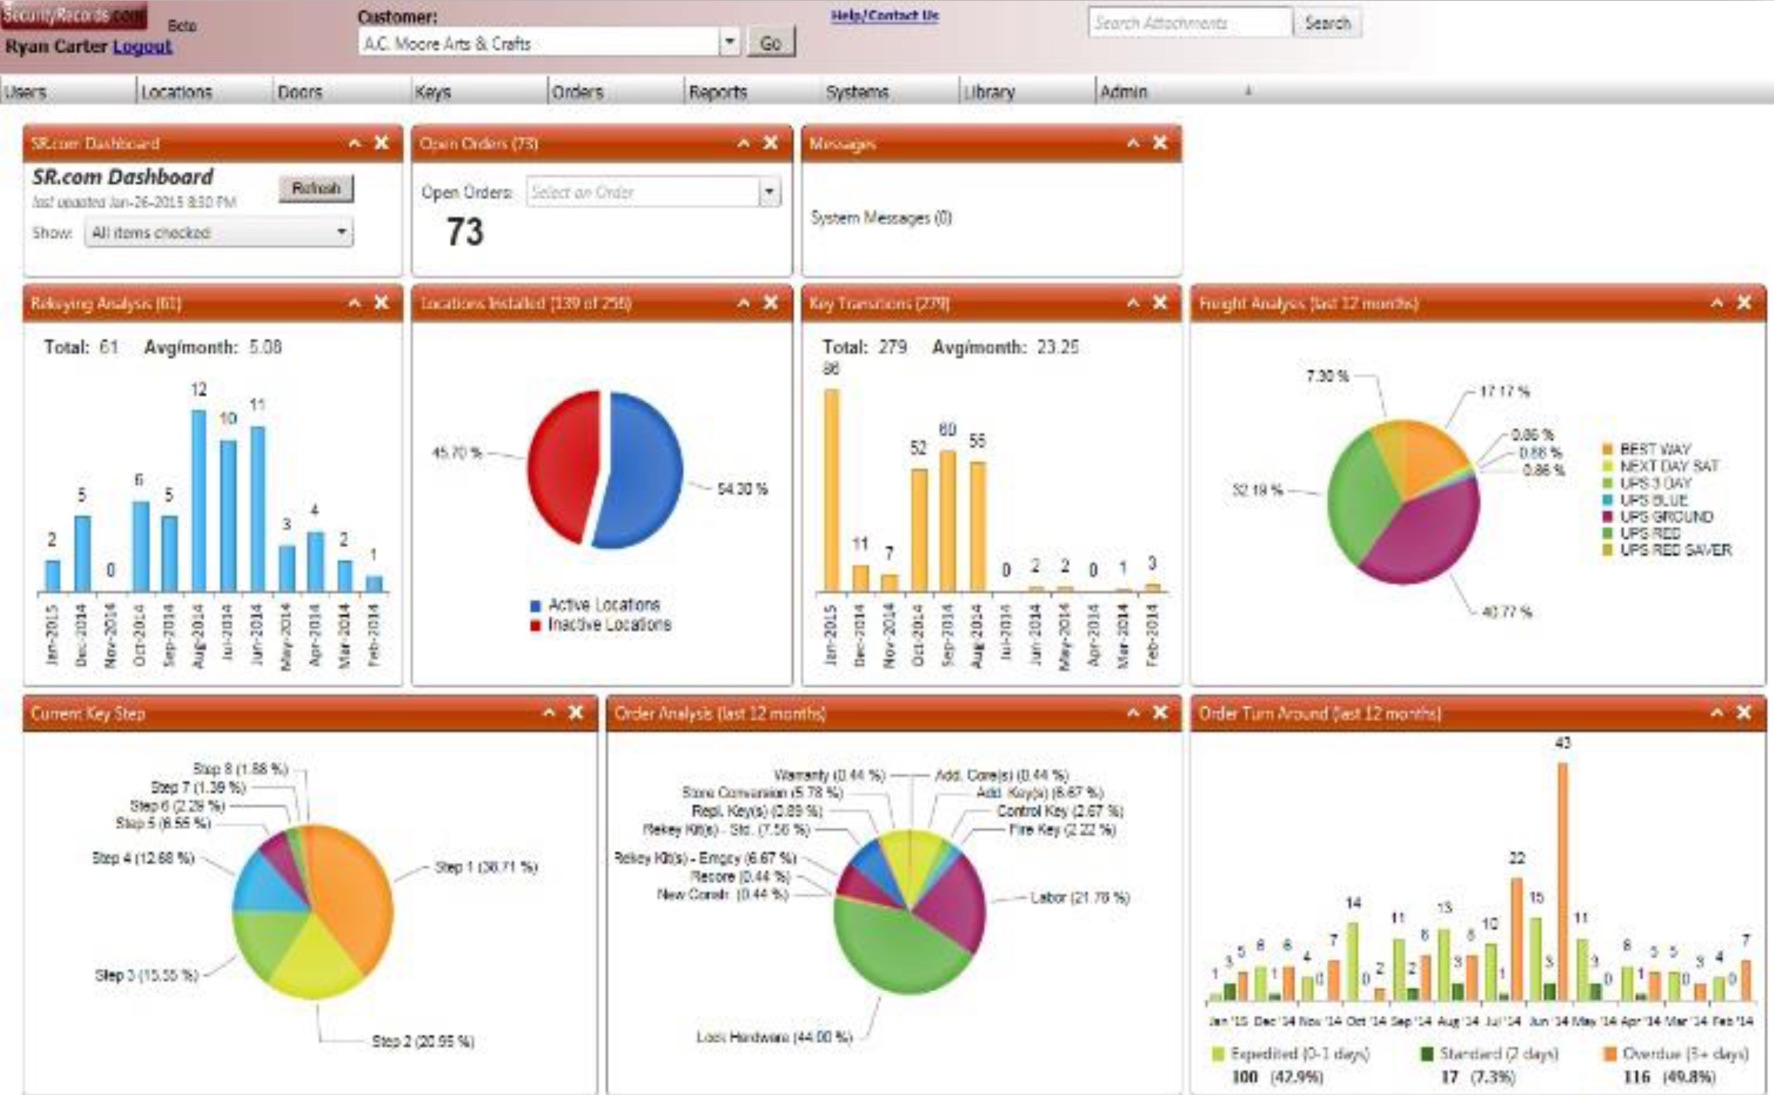 SecurityRecords.com
Beta
Ryan Carter Logout
Customer:
A.C. Moore Arts & Crafts
Go
Help/Contact Us
Search Attachments
Search
Users
Locations
Doors
Keys
Orders
Reports
Systems
Library
Admin
SR.com Dashboard
SR.com Dashboard
last updated Jan-26-2015 8:30 PM
Refresh
Show:
All items checked
Open Orders (73)
Open Orders:
Select an Order
73
Messages
System Messages (0)
Rekeying Analysis (61)
Total: 61 Avg/month: 5.08
2
5
0
6
5
12
10
11
3
4
2
1
Jan-2015
Dec-2014
Nov-2014
Oct-2014
Sep-2014
Aug-2014
Jul-2014
Jun-2014
May-2014
Apr-2014
Mar-2014
Feb-2014
Locations Installed (139 of 256)
45.70 %
54.30 %
Active Locations
Inactive Locations
Key Transitions (279)
Total: 279 Avg/month: 23.25
86
11
7
52
60
55
0
2
2
0
1
3
Jan-2015
Dec-2014
Nov-2014
Oct-2014
Sep-2014
Aug-2014
Jul-2014
Jun-2014
May-2014
Apr-2014
Mar-2014
Feb-2014
Freight Analysis (last 12 months)
7.30 %
17.17 %
0.86 %
0.86 %
0.86 %
32.19 %
40.77 %
BEST WAY
NEXT DAY SAT
UPS 3 DAY
UPS BLUE
UPS GROUND
UPS RED
UPS RED SAVER
Current Key Step
Step 8 (1.88 %)
Step 7 (1.39 %)
Step 6 (2.29 %)
Step 5 (6.55 %)
Step 4 (12.68 %)
Step 1 (38.71 %)
Step 3 (15.55 %)
Step 2 (20.95 %)
Order Analysis (last 12 months)
Warranty (0.44 %)
Add. Core(s) (0.44 %)
Store Conversion (5.78 %)
Add. Key(s) (6.67 %)
Repl. Key(s) (0.89 %)
Control Key (2.67 %)
Rekey Kit(s) - Std. (7.56 %)
Fire Key (2.22 %)
Rekey Kit(s) - Empty (6.67 %)
Recore (0.44 %)
New Constr. (0.44 %)
Labor (21.78 %)
Lock Hardware (44.00 %)
Order Turn Around (last 12 months)
1 3 5
6 1 6
4 0 7
14 0 2
11 2 8
13 3 8
10 1 22
15 3 43
11 3 0
6 1 5
5 0 3
4 0 7
Jan '15 Dec '14 Nov '14 Oct '14 Sep '14 Aug '14 Jul '14 Jun '14 May '14 Apr '14 Mar '14 Feb '14
Expedited (0-1 days)
100 (42.9%)
Standard (2 days)
17 (7.3%)
Overdue (3+ days)
116 (49.8%)